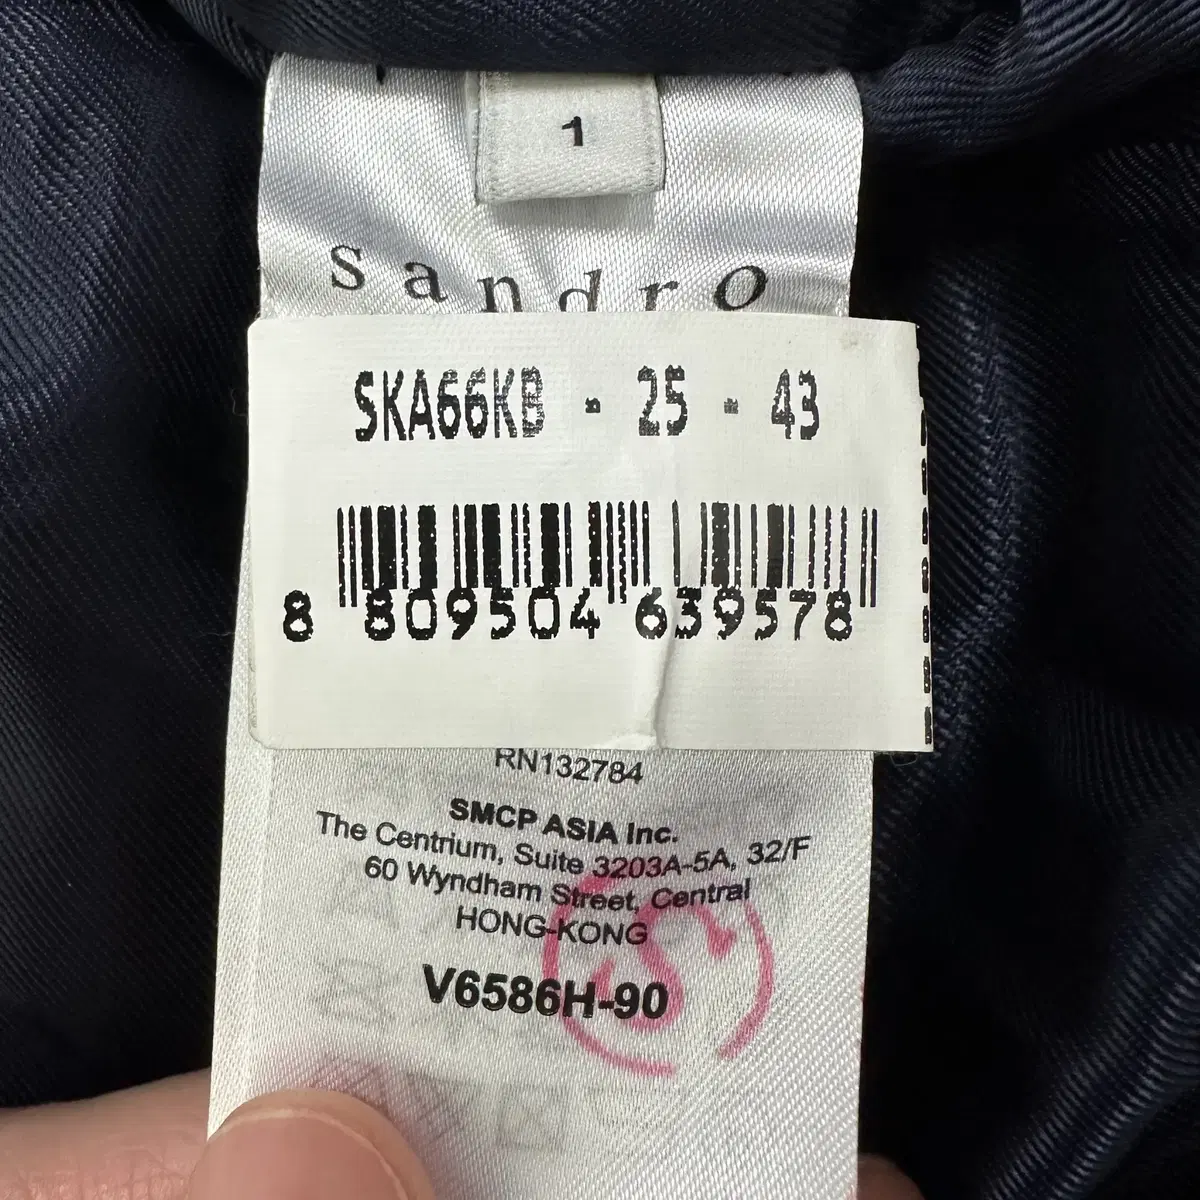 1
sandro
SKA66KB - 25 - 43
8 809504 639578
RN132784
SMCP ASIA Inc.
The Centrium, Suite 3203A-5A, 32/F
60 Wyndham Street, Central
HONG-KONG
V6586H-90
S